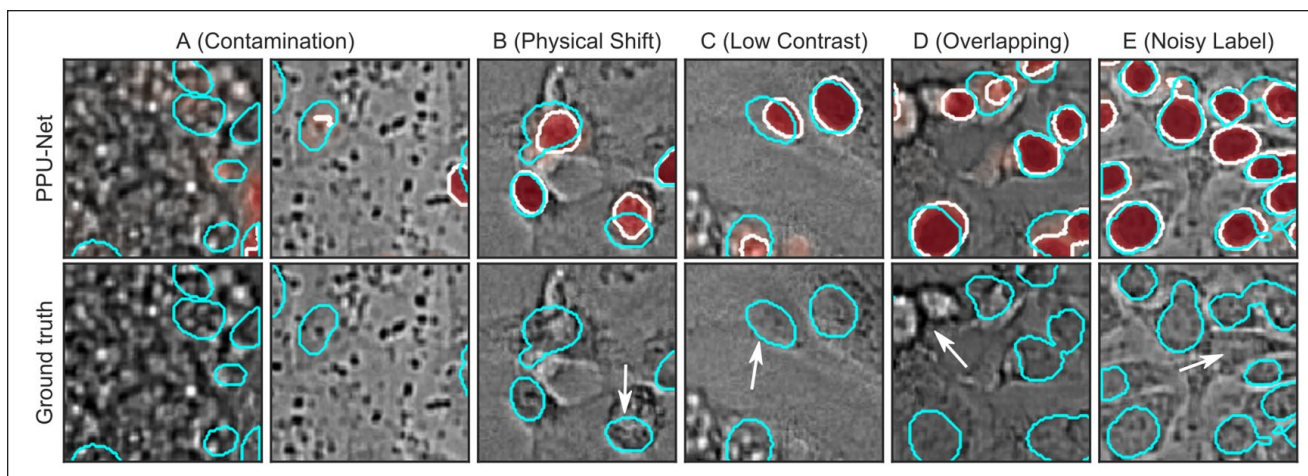 A (Contamination)
B (Physical Shift)
C (Low Contrast)
D (Overlapping)
E (Noisy Label)
PPU-Net
Ground truth